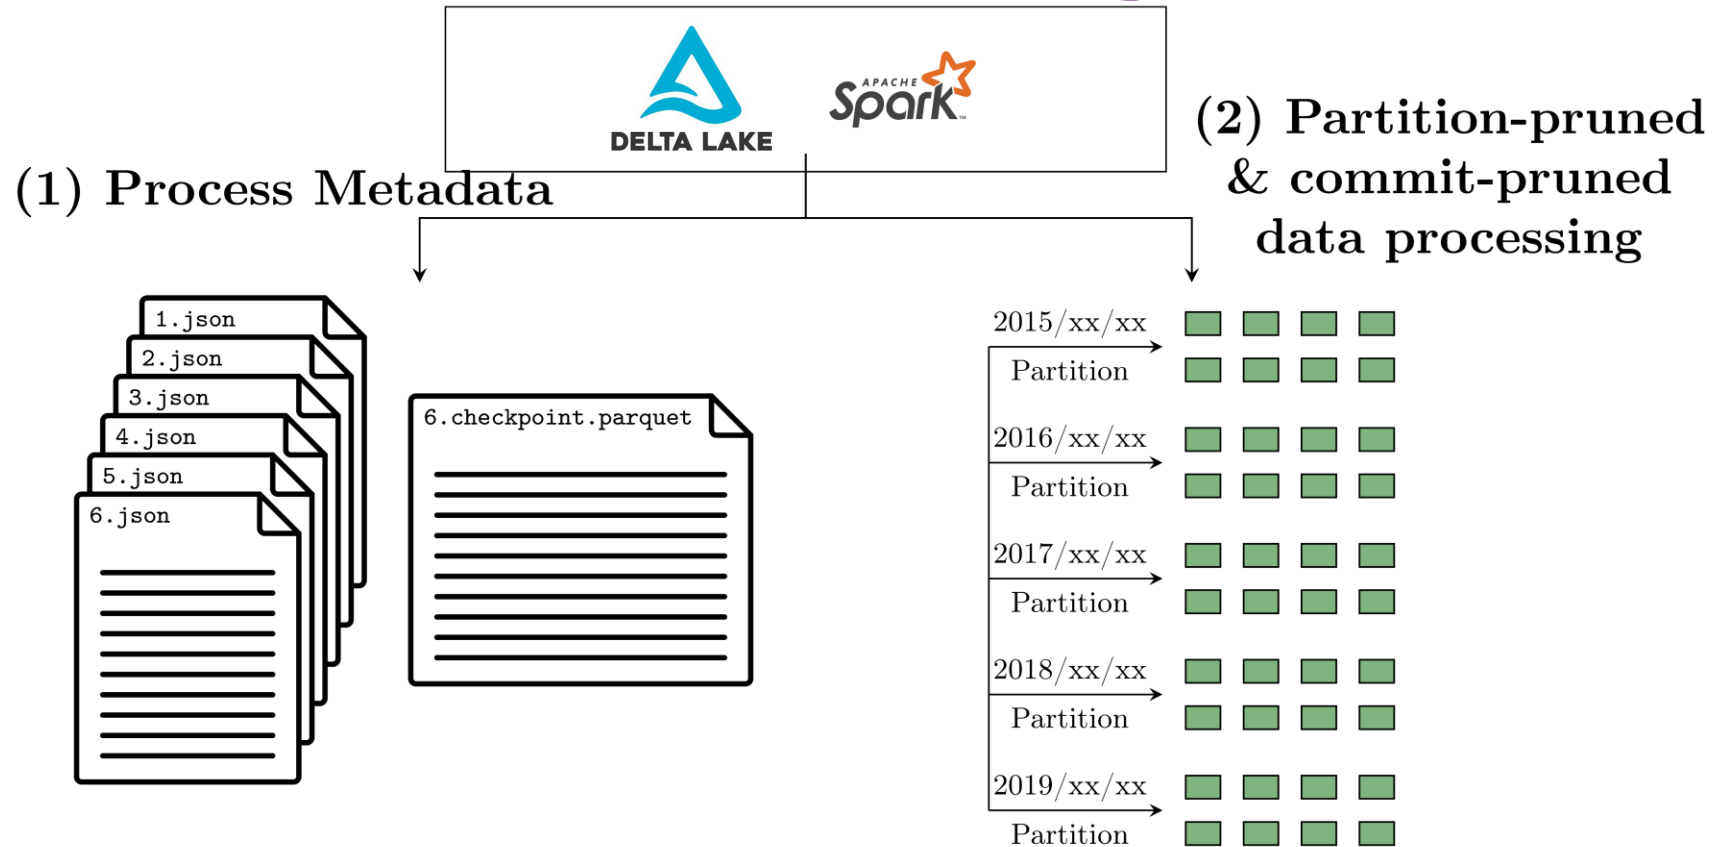 DELTA LAKE
APACHE
Spark™
(1) Process Metadata
(2) Partition-pruned
& commit-pruned
data processing
1.json
2.json
3.json
4.json
5.json
6.json
6.checkpoint.parquet
2015/xx/xx
Partition
2016/xx/xx
Partition
2017/xx/xx
Partition
2018/xx/xx
Partition
2019/xx/xx
Partition